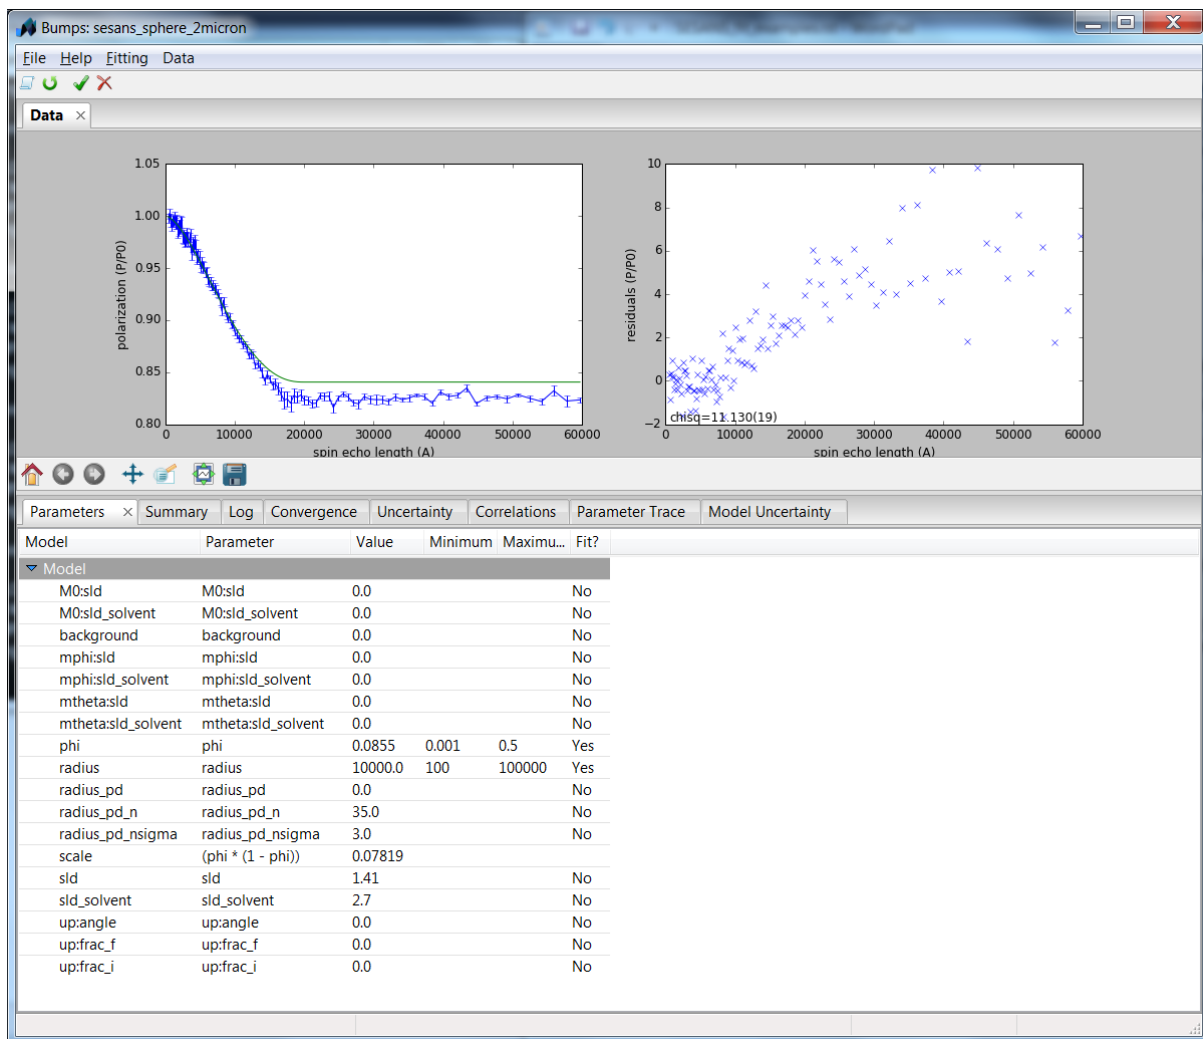 Bumps: sesans_sphere_2micron
File Help Fitting Data
Data
1.05
1.00
0.95
0.90
0.85
0.80
polarization (P/P0)
0 10000 20000 30000 40000 50000 60000
spin echo length (A)
10
8
6
4
2
0
−2
residuals (P/P0)
chisq=11.130(19)
0 10000 20000 30000 40000 50000 60000
spin echo length (A)
Parameters Summary Log Convergence Uncertainty Correlations Parameter Trace Model Uncertainty
Model Parameter Value Minimum Maximu... Fit?
Model
M0:sld M0:sld 0.0 No
M0:sld_solvent M0:sld_solvent 0.0 No
background background 0.0 No
mphi:sld mphi:sld 0.0 No
mphi:sld_solvent mphi:sld_solvent 0.0 No
mtheta:sld mtheta:sld 0.0 No
mtheta:sld_solvent mtheta:sld_solvent 0.0 No
phi phi 0.0855 0.001 0.5 Yes
radius radius 10000.0 100 100000 Yes
radius_pd radius_pd 0.0 No
radius_pd_n radius_pd_n 35.0 No
radius_pd_nsigma radius_pd_nsigma 3.0 No
scale (phi * (1 - phi)) 0.07819
sld sld 1.41 No
sld_solvent sld_solvent 2.7 No
up:angle up:angle 0.0 No
up:frac_f up:frac_f 0.0 No
up:frac_i up:frac_i 0.0 No